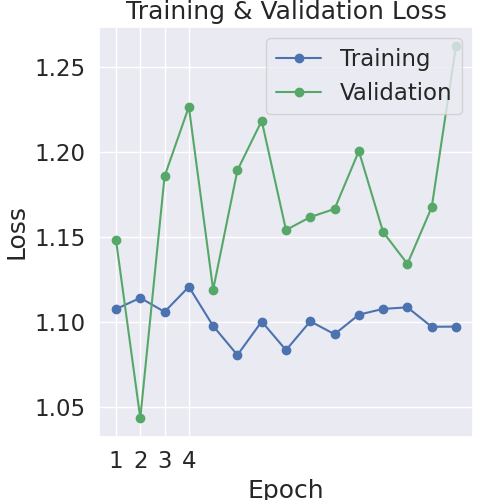 Training & Validation Loss
Training
Validation
1.25
1.20
1.15
1.10
1.05
Loss
1 2 3 4
Epoch